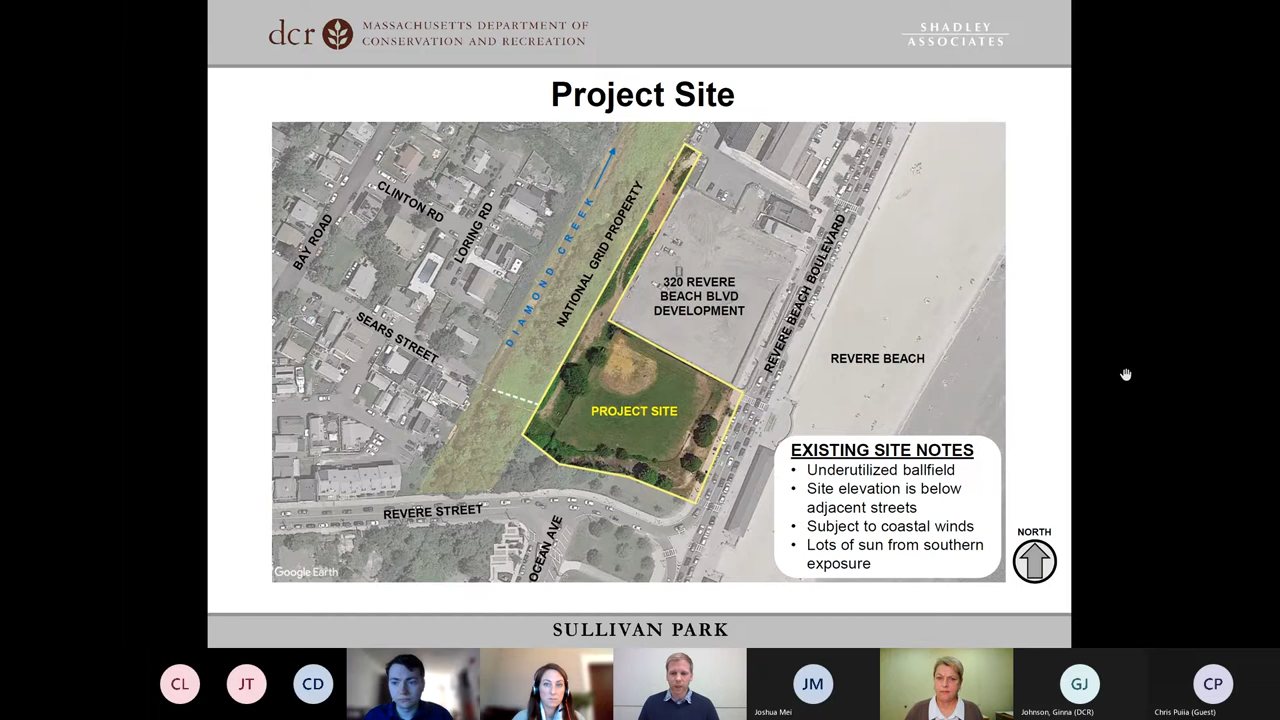 dcr
MASSACHUSETTS DEPARTMENT OF
CONSERVATION AND RECREATION
SHADLEY
ASSOCIATES
Project Site
CLINTON RD
BAY ROAD
LORING RD
SEARS STREET
DIAMOND CREEK
NATIONAL GRID PROPERTY
320 REVERE
BEACH BLVD
DEVELOPMENT
REVERE BEACH BOULEVARD
REVERE BEACH
PROJECT SITE
REVERE STREET
OCEAN AVE
EXISTING SITE NOTES
• Underutilized ballfield
• Site elevation is below
adjacent streets
• Subject to coastal winds
• Lots of sun from southern
exposure
NORTH
Google Earth
SULLIVAN PARK
CL
JT
CD
JM
Joshua Mei
GJ
Johnson, Ginna (DCR)
CP
Chris Puiia (Guest)